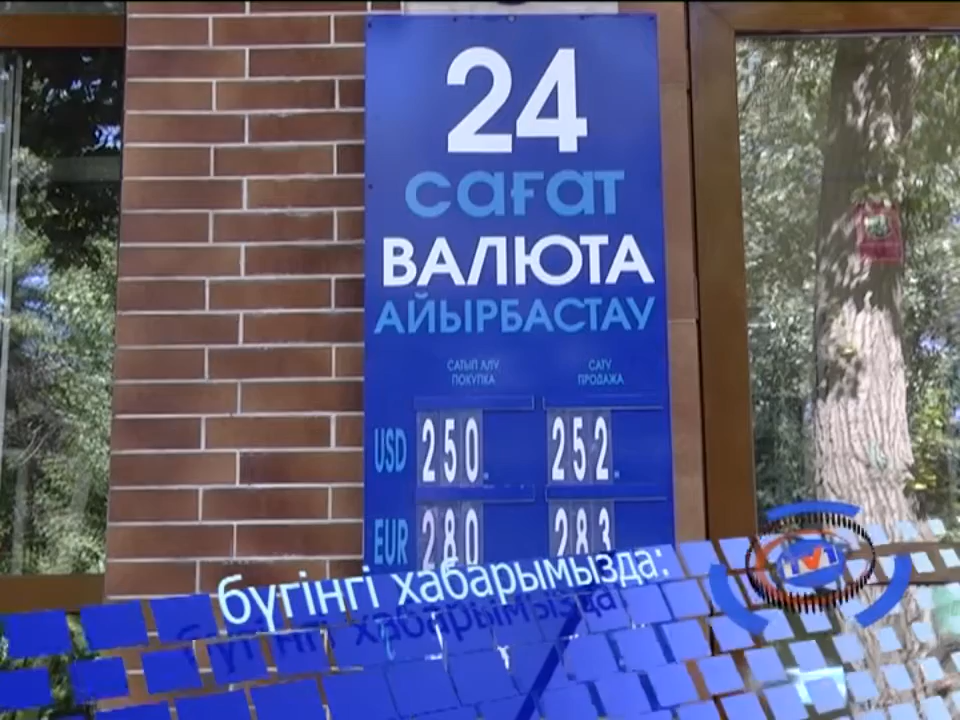 24
сағат
ВАЛЮТА
АЙЫРБАСТАУ
САТЫП АЛУ САТУ
ПОКУПКА ПРОДАЖА
USD 250. 252.
EUR 280 283
бүгінгі хабарымызда: